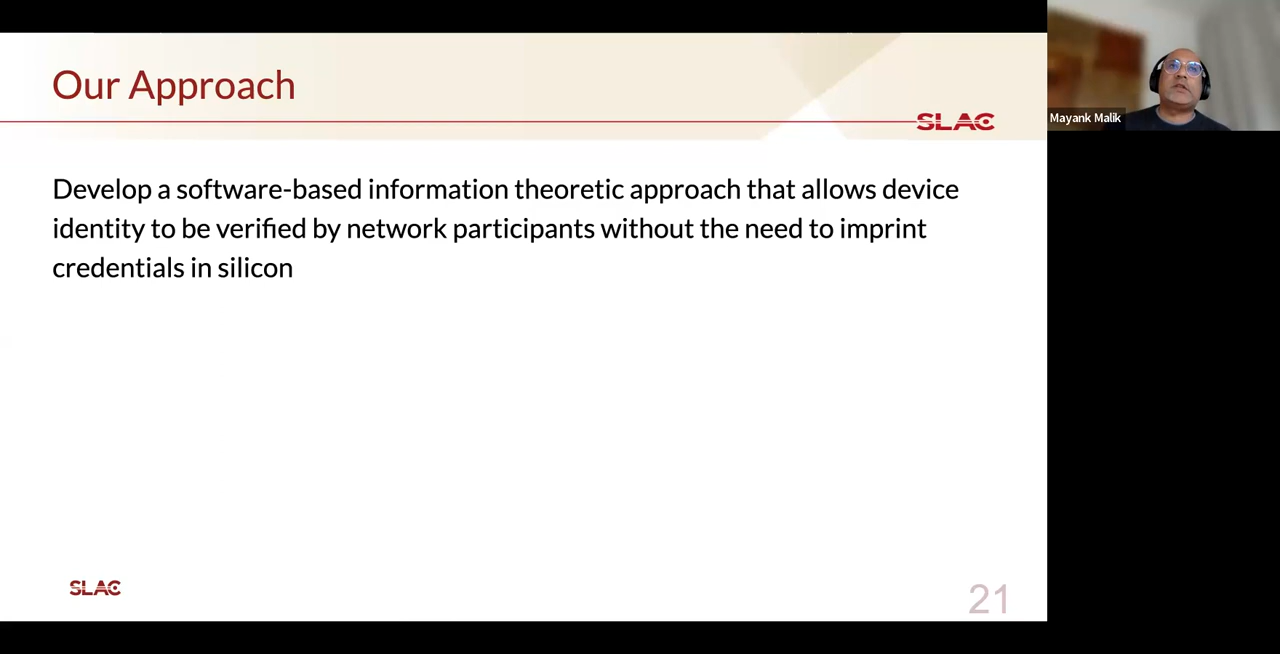 Our Approach
SLAC
Mayank Malik
Develop a software-based information theoretic approach that allows device
identity to be verified by network participants without the need to imprint
credentials in silicon
SLAC
21